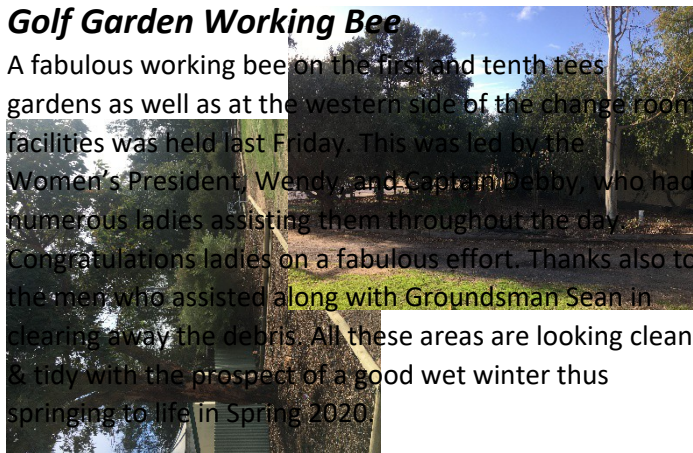 Golf Garden Working Bee
A fabulous working bee on the first and tenth tees
gardens as well as at the western side of the change room
facilities was held last Friday. This was led by the
Women's President, Wendy, and Captain Debby, who had
numerous ladies assisting them throughout the day.
Congratulations ladies on a fabulous effort. Thanks also to
the men who assisted along with Groundsman Sean in
clearing away the debris. All these areas are looking clean
& tidy with the prospect of a good wet winter thus
springing to life in Spring 2020.